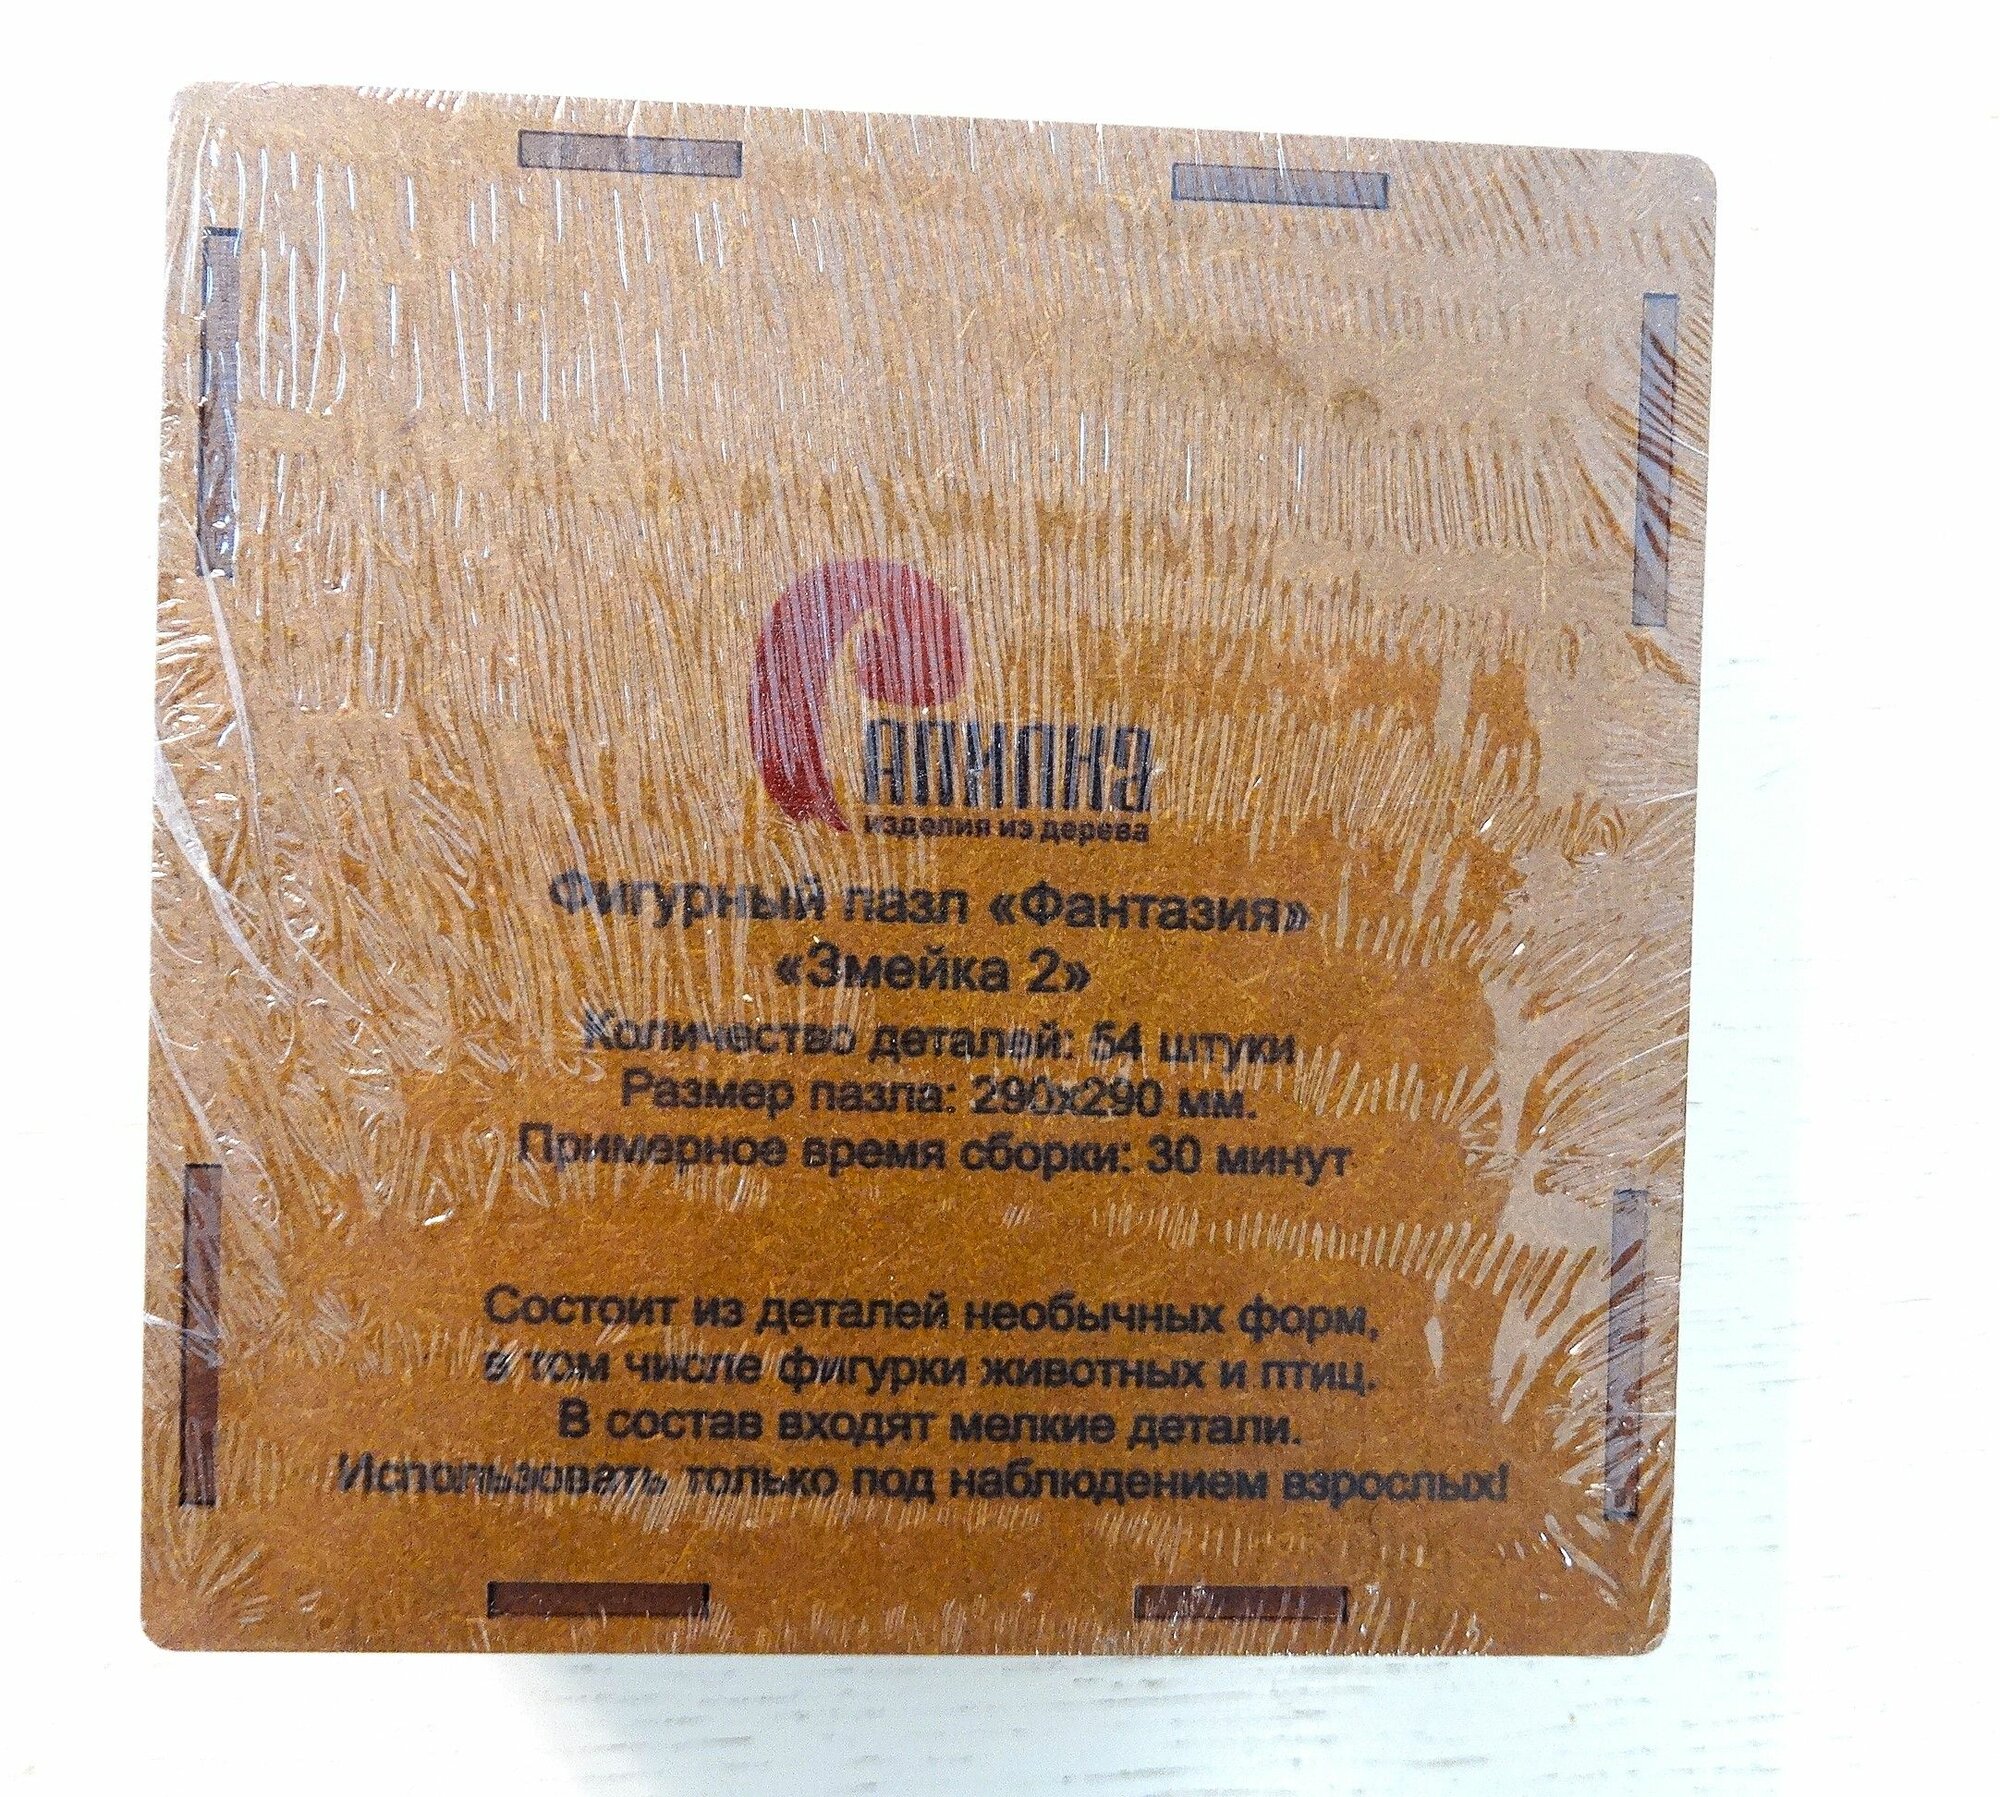 изделия из дерева
Фигурный пазл «Фантазия»
«Змейка 2»
Количество деталей: 54 штуки
Размер пазла: 290х290 мм.
Примерное время сборки: 30 минут
Состоит из деталей необычных форм,
в том числе фигурки животных и птиц.
В состав входят мелкие детали.
Использовать только под наблюдением взрослых!